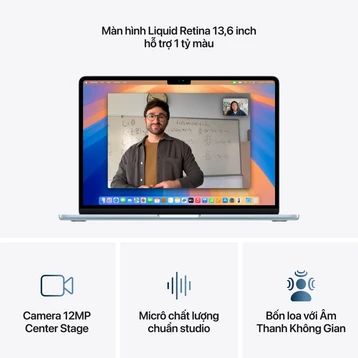 Màn hình Liquid Retina 13,6 inch
hỗ trợ 1 tỷ màu
Camera 12MP
Center Stage
Micrô chất lượng
chuẩn studio
Bốn loa với Âm
Thanh Không Gian